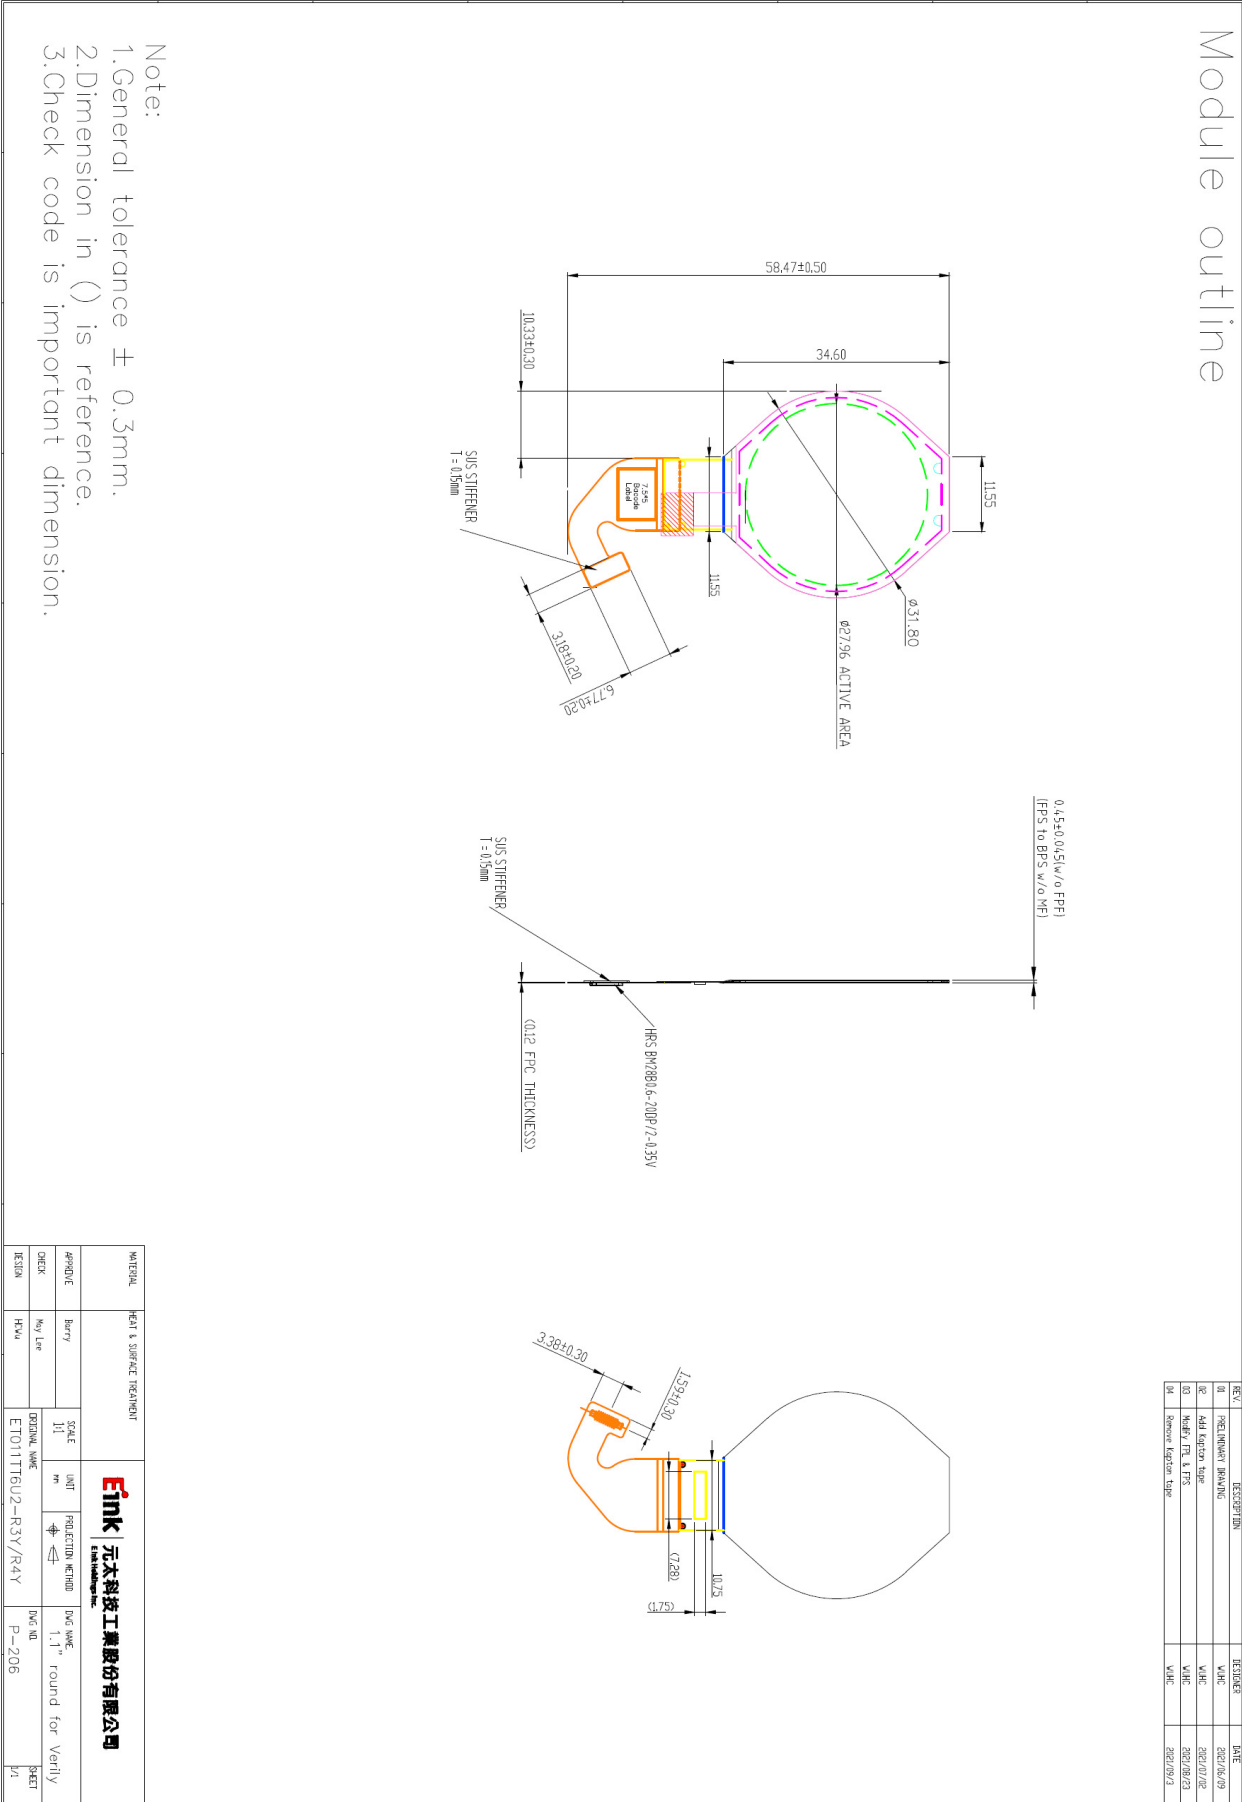 Module outline
REV.
DESCRIPTION
DESIGNER
DATE
01
PRELIMINARY DRAWING
WUHC
2021/06/09
02
Add Kapton tape
WUHC
2021/07/02
03
Modify FPL & FPS
WUHC
2021/08/23
04
Remove Kapton tape
WUHC
2021/09/3
58.47±0.50
34.60
10.33±0.30
11.55
Ø31.80
Ø27.96 ACTIVE AREA
11.55
7.5*5
Bacode
Label
SUS STIFFENER
T = 0.15mm
3.18±0.20
6.77±0.20
0.45±0.045(w/o FPF)
(FPS to BPS w/o MF)
SUS STIFFENER
T = 0.15mm
HRS BM28B0.6-20DP/2-0.35V
(0.12 FPC THICKNESS)
3.38±0.30
1.59±0.30
10.75
(7.28)
(1.75)
Note:
1.General tolerance ± 0.3mm.
2.Dimension in () is reference.
3.Check code is important dimension.
MATERIAL
HEAT & SURFACE TREATMENT
E Ink
元太科技工業股份有限公司
E Ink Holdings Inc.
APPROVE
Barry
SCALE
1:1
UNIT
mm
PROJECTION METHOD
DWG NAME.
1.1" round for Verily
CHECK
May Lee
DESIGN
HCWu
ORIGINAL NAME
ET011TT6U2-R3Y/R4Y
DWG NO.
P-206
SHEET
1/1